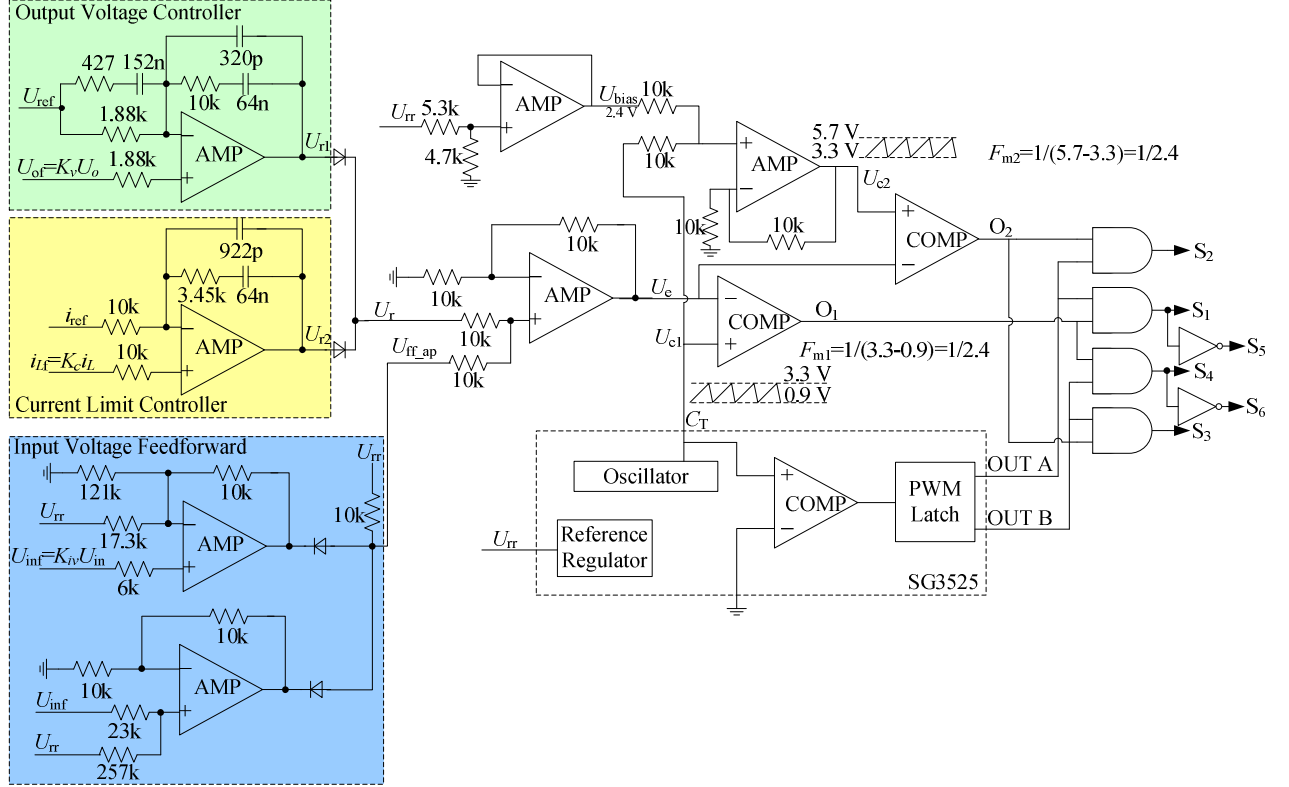 Output Voltage Controller
427 152n
320p
10k
64n
Uref
1.88k
AMP
Ur1
1.88k
Uof=KvUo
922p
3.45k
64n
10k
iref
10k
AMP
Ur2
iLf=KciL
Current Limit Controller
Input Voltage Feedforward
Urr
121k
10k
Urr
17.3k
10k
AMP
Uinf=KivUin
6k
10k
10k
AMP
Uinf
23k
Urr
257k
Urr 5.3k
4.7k
AMP
Ubias
2.4 V
10k
10k
AMP
10k
10k
5.7 V
3.3 V
Fm2=1/(5.7-3.3)=1/2.4
Uc2
COMP
O2
10k
10k
AMP
Ue
Ur
10k
Uff_ap
10k
COMP
O1
Uc1
Fm1=1/(3.3-0.9)=1/2.4
3.3 V
0.9 V
CT
Oscillator
COMP
PWM
Latch
OUT A
OUT B
Urr
Reference
Regulator
SG3525
S2
S1
S5
S4
S6
S3